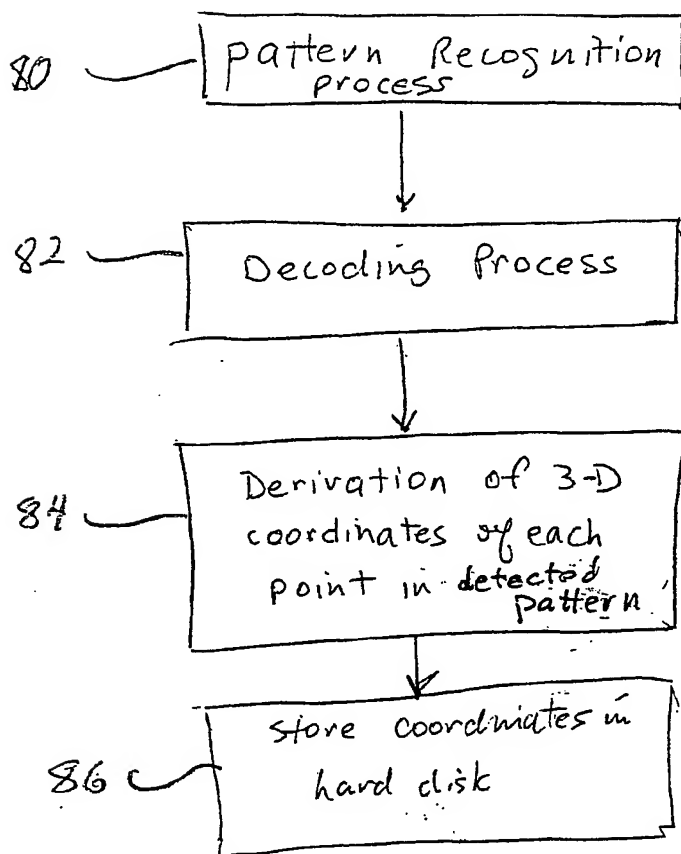 80
pattern Recognition
process
82
Decoding Process
84
Derivation of 3-D
coordinates of each
point in detected
pattern
86
Store coordinates in
hard disk